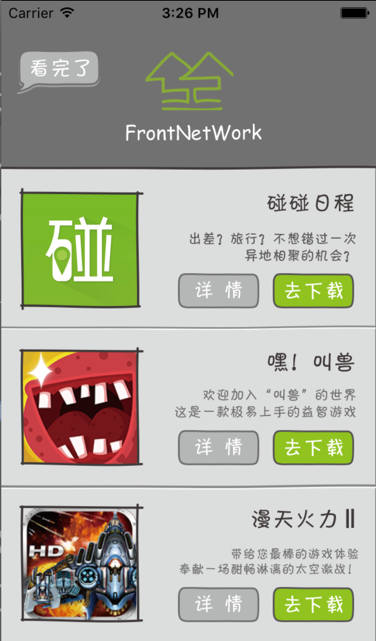 Carrier 3:26 PM
看完了
FrontNetWork
碰
碰碰日程
出差？旅行？不想错过一次
异地相聚的机会？
详 情 去下载
嘿！叫兽
欢迎加入“叫兽”的世界
这是一款极易上手的益智游戏
详 情 去下载
HD
漫天火力Ⅱ
带给您最棒的游戏体验
奉献一场酣畅淋漓的太空激战！
详 情 去下载